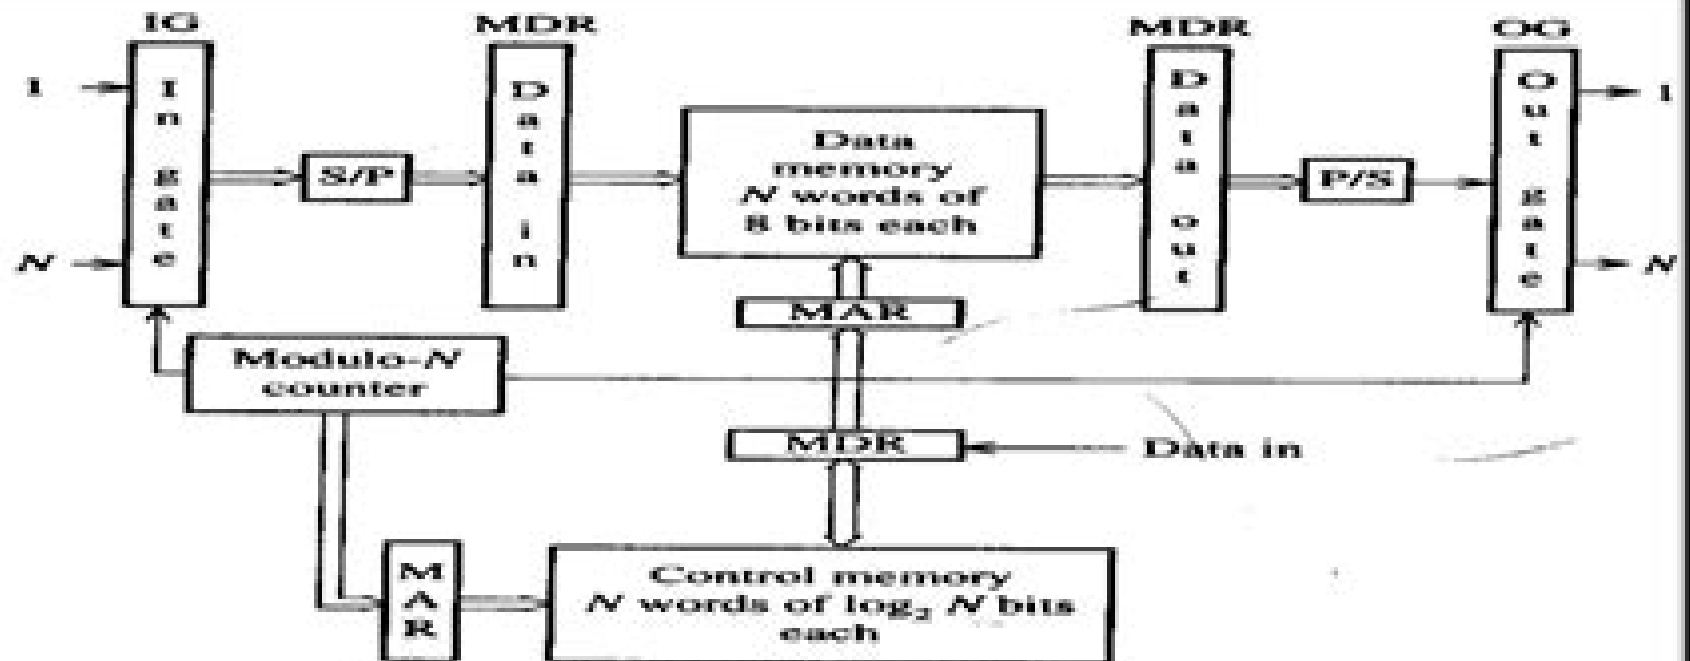 IG
MDR
MDR
OG
1
In gate
S/P
Data in
Data
memory
N words of
8 bits each
Data out
P/S
Out gate
1
N
N
MAR
Modulo-N
counter
MDR
Data in
MAR
Control memory
N words of log₂ N bits
each